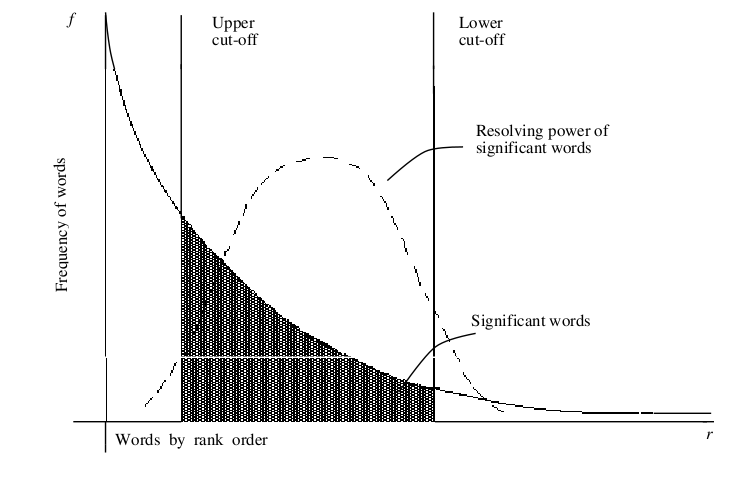 f
Upper
cut-off
Lower
cut-off
Resolving power of
significant words
Frequency of words
Significant words
Words by rank order
r